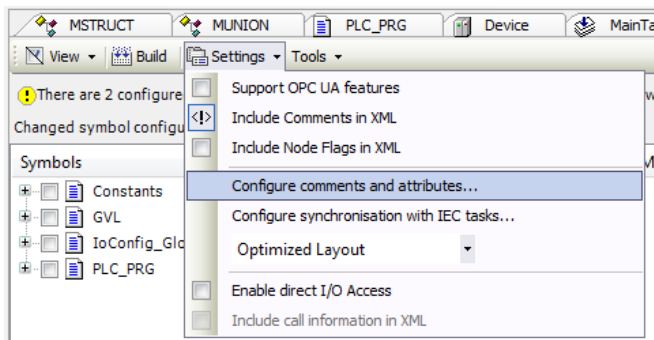 MSTRUCT MUNION PLC_PRG Device MainTa
View Build Settings Tools
There are 2 configure
Changed symbol configu
Symbols
Constants
GVL
IoConfig_Glo
PLC_PRG
Support OPC UA features
Include Comments in XML
Include Node Flags in XML
Configure comments and attributes...
Configure synchronisation with IEC tasks...
Optimized Layout
Enable direct I/O Access
Include call information in XML